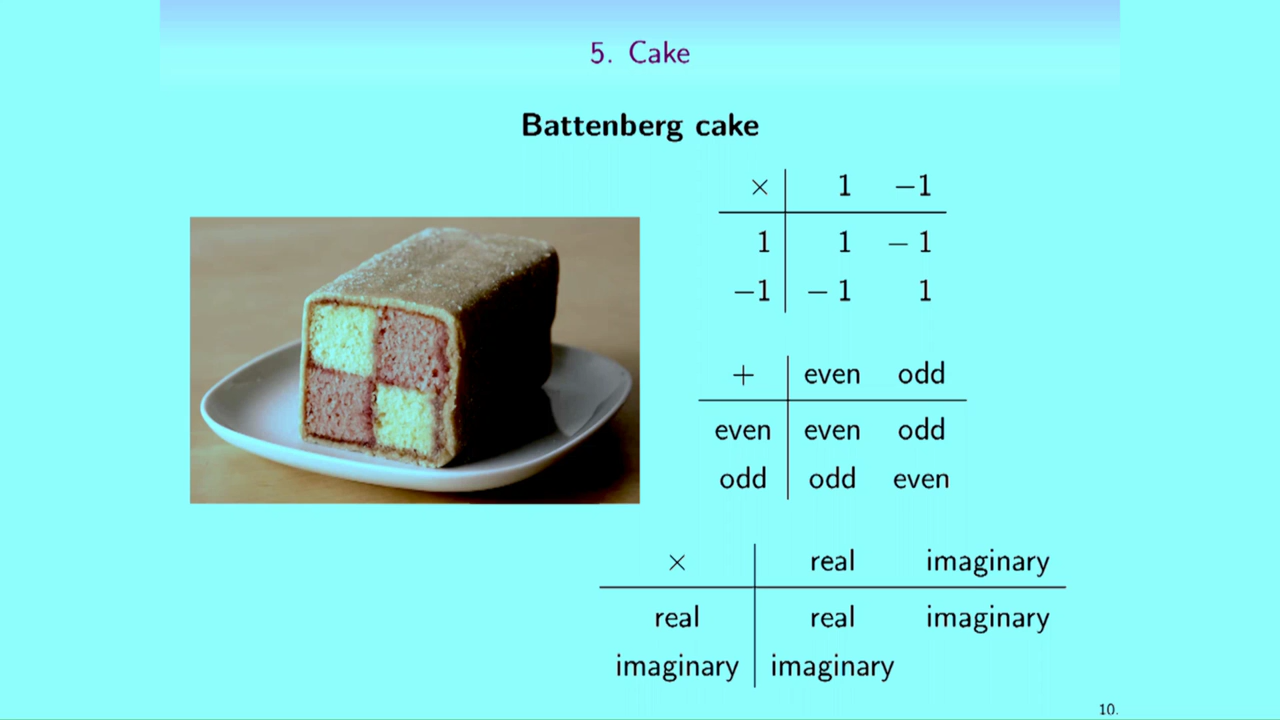 5. Cake
Battenberg cake
× 1 −1
1 1 − 1
−1 − 1 1
+ even odd
even even odd
odd odd even
× real imaginary
real real imaginary
imaginary imaginary
10.